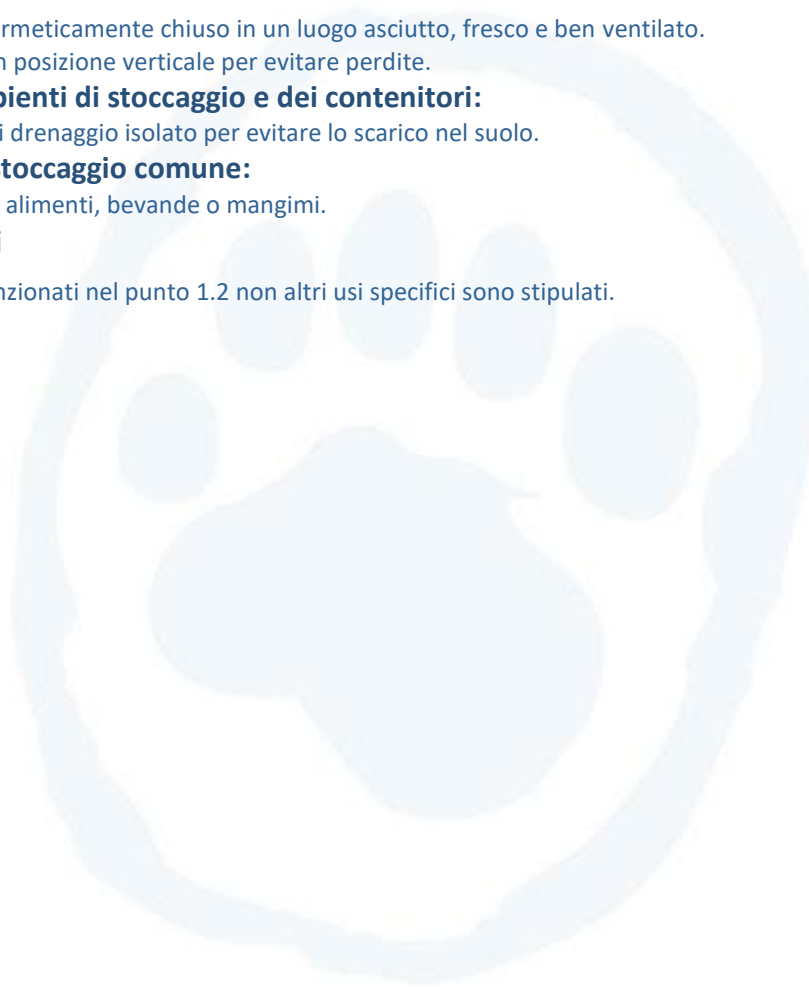 rmeticamente chiuso in un luogo asciutto, fresco e ben ventilato.
n posizione verticale per evitare perdite.
pienti di stoccaggio e dei contenitori:
i drenaggio isolato per evitare lo scarico nel suolo.
stoccaggio comune:
alimenti, bevande o mangimi.
i
nzionati nel punto 1.2 non altri usi specifici sono stipulati.